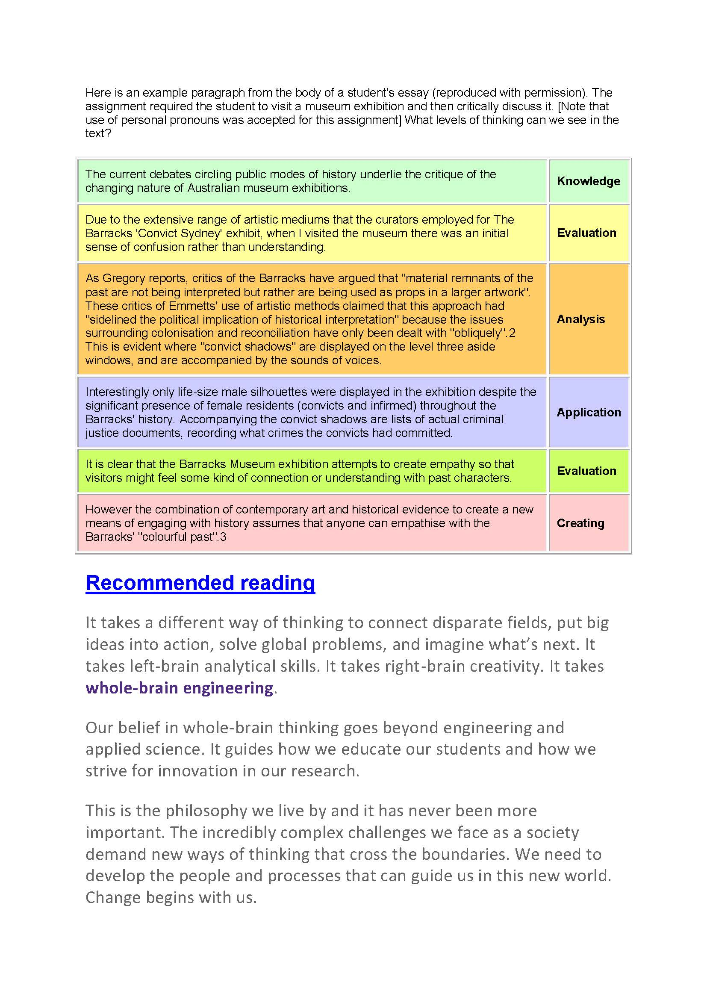 Here is an example paragraph from the body of a student's essay (reproduced with permission). The
assignment required the student to visit a museum exhibition and then critically discuss it. [Note that
use of personal pronouns was accepted for this assignment] What levels of thinking can we see in the
text?
The current debates circling public modes of history underlie the critique of the
changing nature of Australian museum exhibitions.
Knowledge
Due to the extensive range of artistic mediums that the curators employed for The
Barracks 'Convict Sydney' exhibit, when I visited the museum there was an initial
sense of confusion rather than understanding.
Evaluation
As Gregory reports, critics of the Barracks have argued that "material remnants of the
past are not being interpreted but rather are being used as props in a larger artwork".
These critics of Emmetts' use of artistic methods claimed that this approach had
"sidelined the political implication of historical interpretation" because the issues
surrounding colonisation and reconciliation have only been dealt with "obliquely".2
This is evident where "convict shadows" are displayed on the level three aside
windows, and are accompanied by the sounds of voices.
Analysis
Interestingly only life-size male silhouettes were displayed in the exhibition despite the
significant presence of female residents (convicts and infirmed) throughout the
Barracks' history. Accompanying the convict shadows are lists of actual criminal
justice documents, recording what crimes the convicts had committed.
Application
It is clear that the Barracks Museum exhibition attempts to create empathy so that
visitors might feel some kind of connection or understanding with past characters.
Evaluation
However the combination of contemporary art and historical evidence to create a new
means of engaging with history assumes that anyone can empathise with the
Barracks' "colourful past".3
Creating
Recommended reading
It takes a different way of thinking to connect disparate fields, put big
ideas into action, solve global problems, and imagine what’s next. It
takes left-brain analytical skills. It takes right-brain creativity. It takes
whole-brain engineering.
Our belief in whole-brain thinking goes beyond engineering and
applied science. It guides how we educate our students and how we
strive for innovation in our research.
This is the philosophy we live by and it has never been more
important. The incredibly complex challenges we face as a society
demand new ways of thinking that cross the boundaries. We need to
develop the people and processes that can guide us in this new world.
Change begins with us.